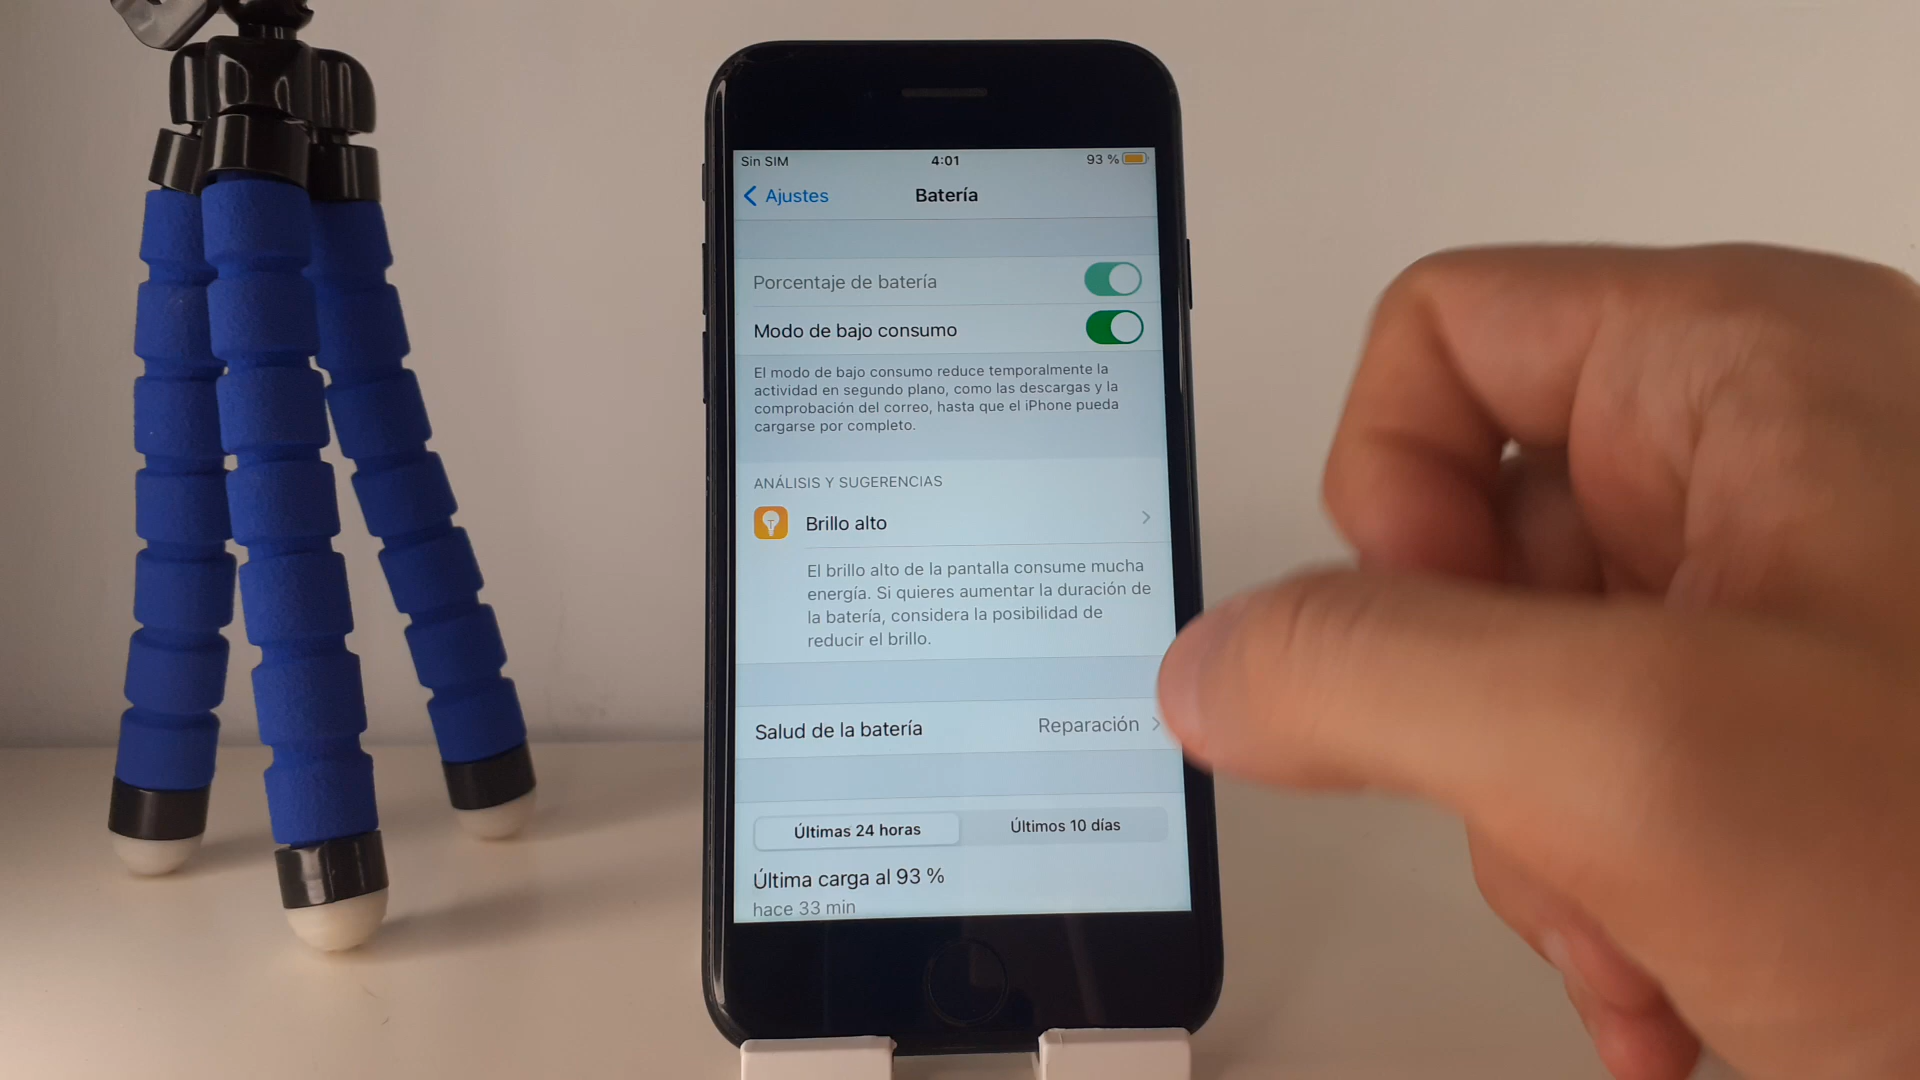 Sin SIM 4:01 93 %
Ajustes Batería
Porcentaje de batería
Modo de bajo consumo
El modo de bajo consumo reduce temporalmente la
actividad en segundo plano, como las descargas y la
comprobación del correo, hasta que el iPhone pueda
cargarse por completo.
ANÁLISIS Y SUGERENCIAS
Brillo alto
El brillo alto de la pantalla consume mucha
energía. Si quieres aumentar la duración de
la batería, considera la posibilidad de
reducir el brillo.
Salud de la batería Reparación
Últimas 24 horas Últimos 10 días
Última carga al 93 %
hace 33 min